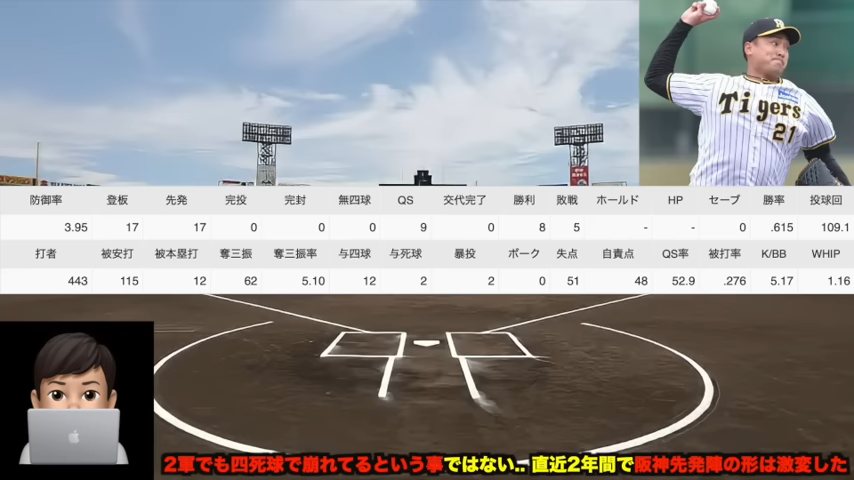 Tigers
21
防御率 登板 先発 完投 完封 無四球 QS 交代完了 勝利 敗戦 ホールド HP セーブ 勝率 投球回
3.95 17 17 0 0 0 9 0 8 5 - - 0 .615 109.1
打者 被安打 被本塁打 奪三振 奪三振率 与四球 与死球 暴投 ボーク 失点 自責点 QS率 被打率 K/BB WHIP
443 115 12 62 5.10 12 2 2 0 51 48 52.9 .276 5.17 1.16
2軍でも四死球で崩れてるという事ではない.. 直近2年間で阪神先発陣の形は激変した